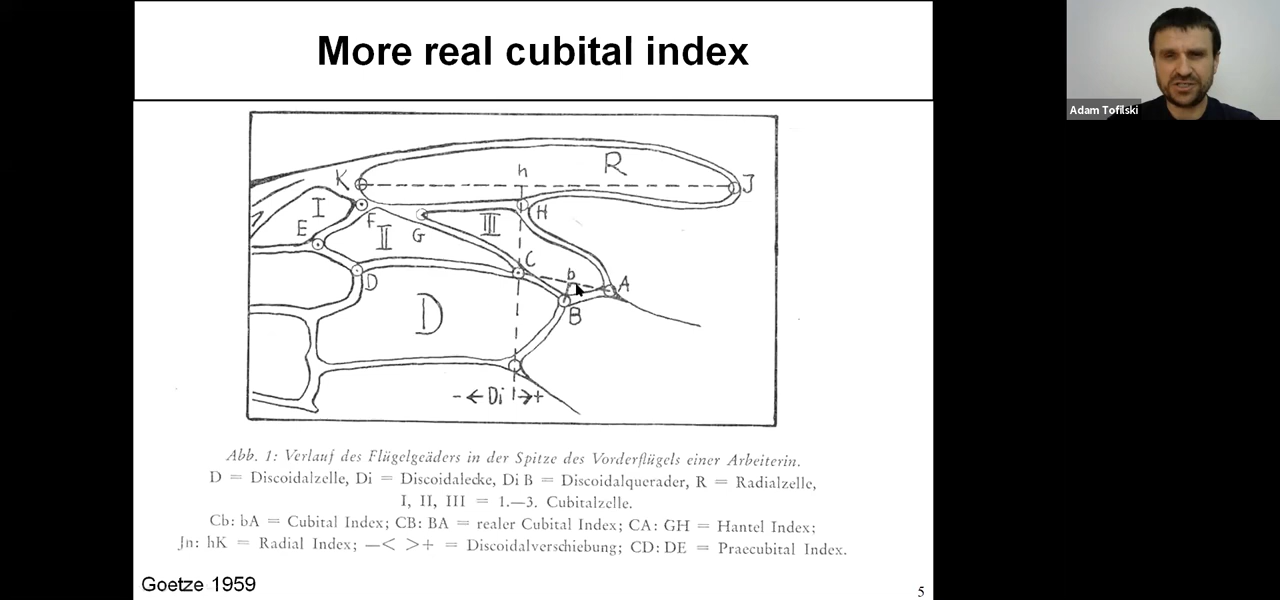 More real cubital index
Adam Tofilski
K
h
R
J
I
F
H
E
II
G
III
C
D
b
A
D
B
- ← Di → +
Abb. 1: Verlauf des Flügelgeäders in der Spitze des Vorderflügels einer Arbeiterin.
D = Discoidalzelle, Di = Discoidalecke, Di B = Discoidalquerader, R = Radialzelle,
I, II, III = 1.—3. Cubitalzelle.
Cb: bA = Cubital Index; CB: BA = realer Cubital Index; CA: GH = Hantel Index;
Jn: hK = Radial Index; —< >+ = Discoidalverschiebung; CD: DE = Praecubital Index.
Goetze 1959
5